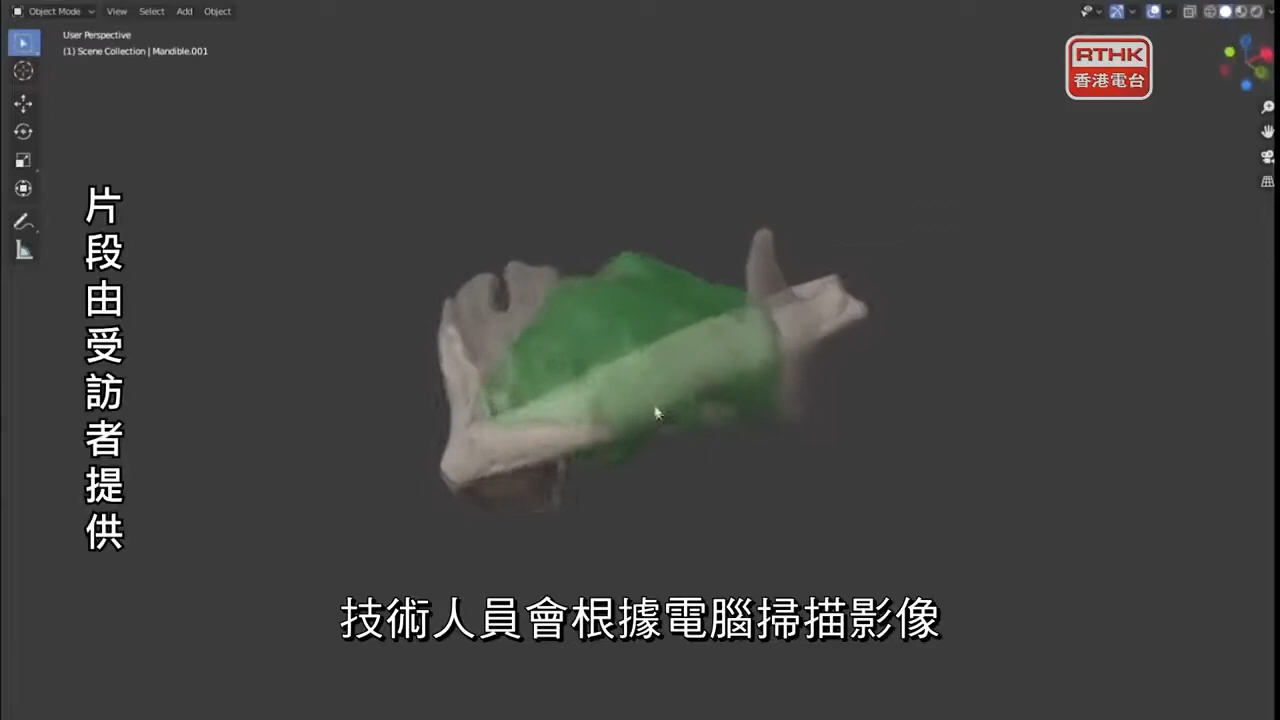 Object Mode View Select Add Object
User Perspective
(1) Scene Collection | Mandible.001
RTHK
香港電台
片段由受訪者提供
技術人員會根據電腦掃描影像